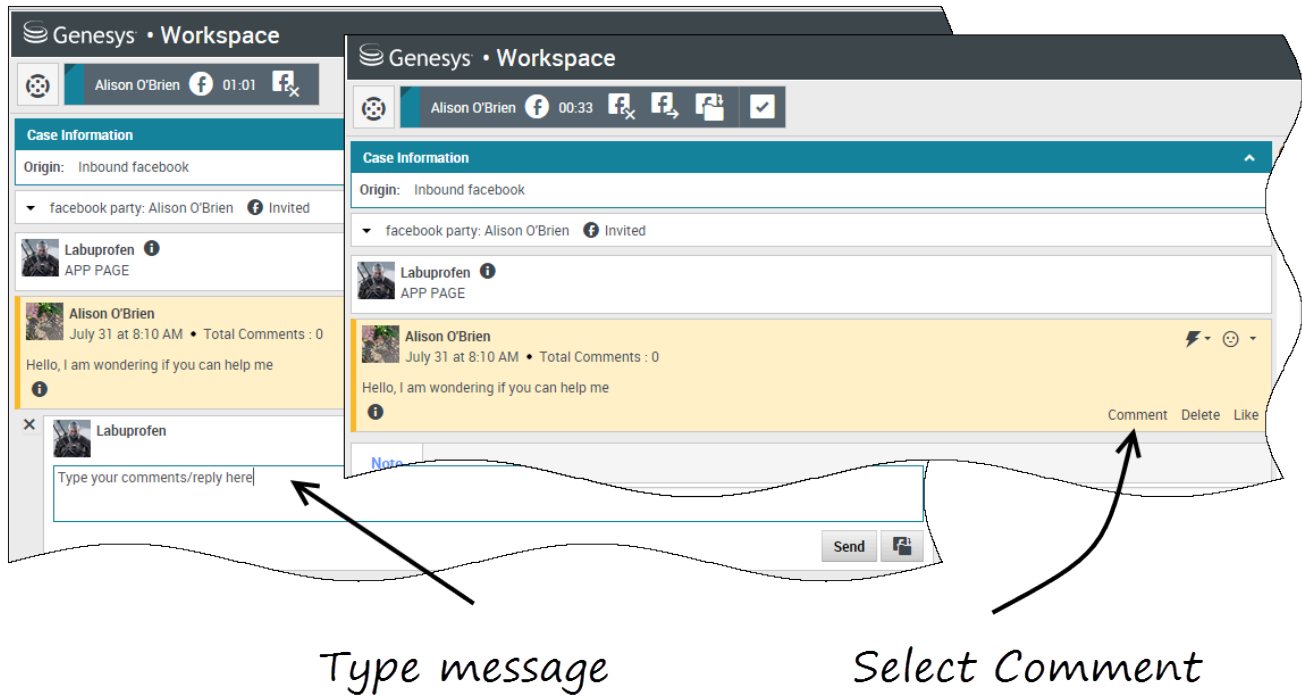 Genesys • Workspace
Alison O'Brien 01:01
Case Information
Origin: Inbound facebook
facebook party: Alison O'Brien Invited
Labuprofen
APP PAGE
Alison O'Brien
July 31 at 8:10 AM • Total Comments : 0
Hello, I am wondering if you can help me
Labuprofen
Type your comments/reply here
Send
Genesys • Workspace
Alison O'Brien 00:33
Case Information
Origin: Inbound facebook
facebook party: Alison O'Brien Invited
Labuprofen
APP PAGE
Alison O'Brien
July 31 at 8:10 AM • Total Comments : 0
Hello, I am wondering if you can help me
Comment Delete Like
Note
Type message
Select Comment